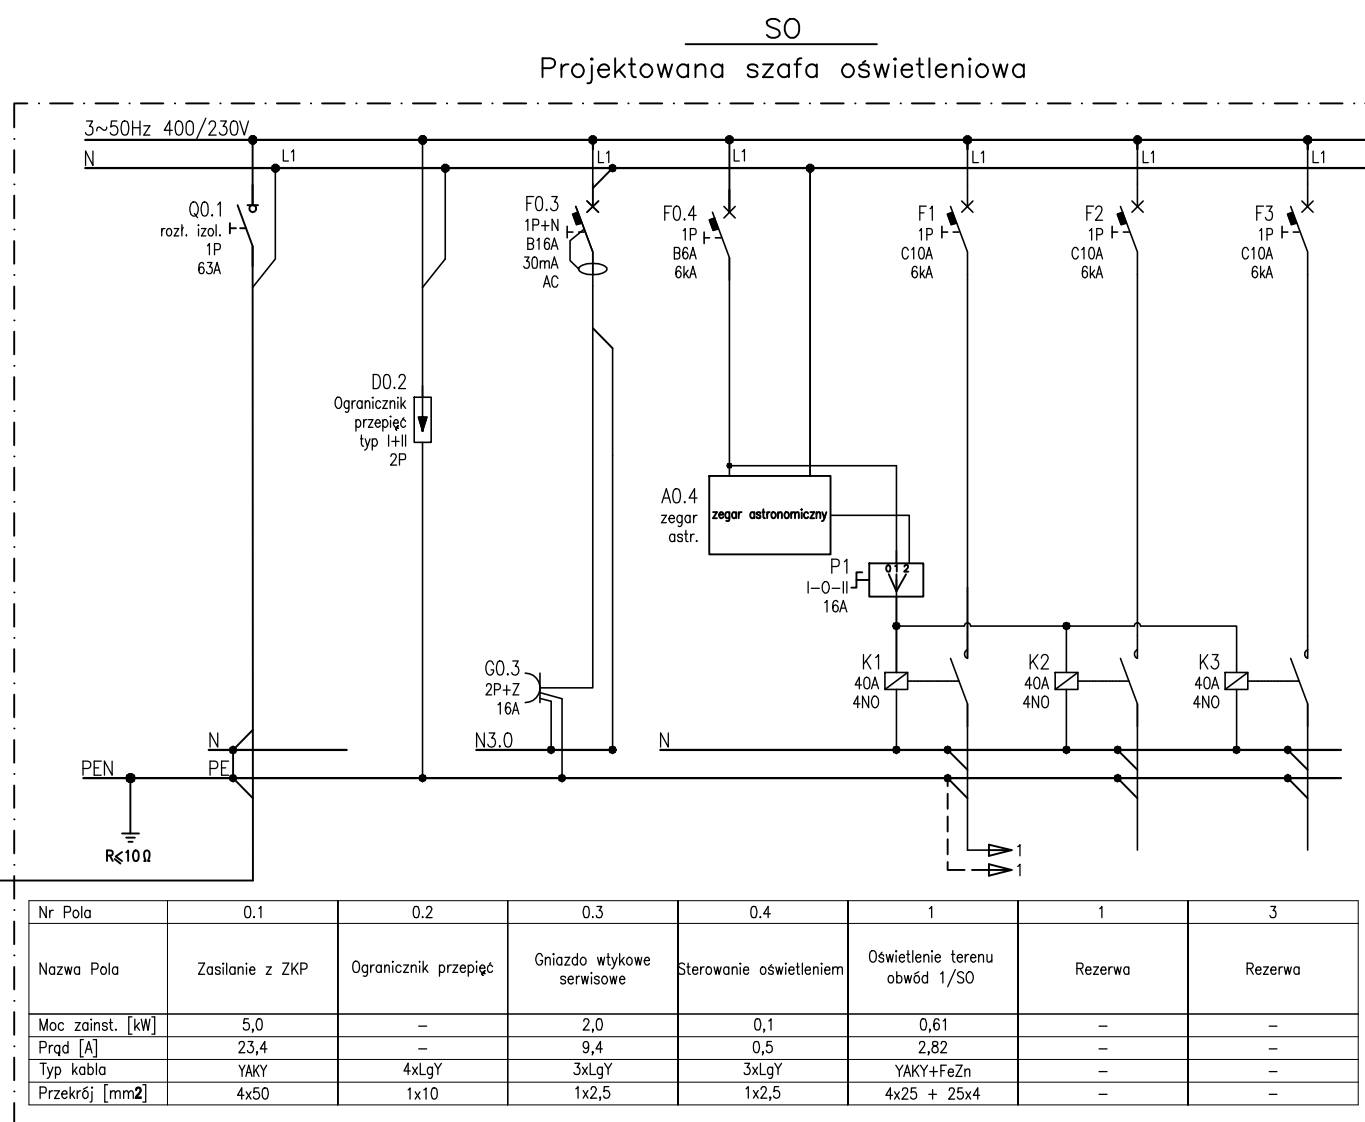 SO
Projektowana szafa oświetleniowa
3~50Hz 400/230V
N
L1
L1
L1
L1
L1
L1
Q0.1
rozł. izol.
1P
63A
F0.3
1P+N
B16A
30mA
AC
F0.4
1P
B6A
6kA
F1
1P
C10A
6kA
F2
1P
C10A
6kA
F3
1P
C10A
6kA
D0.2
Ogranicznik
przepięć
typ I+II
2P
A0.4
zegar
astr.
zegar astronomiczny
P1
I-0-II
16A
0 1 2
G0.3
2P+Z
16A
K1
40A
4NO
K2
40A
4NO
K3
40A
4NO
N
N3.0
N
PEN
PE
R≤10Ω
1
1
Nr Pola 0.1 0.2 0.3 0.4 1 1 3
Nazwa Pola Zasilanie z ZKP Ogranicznik przepięć Gniazdo wtykowe serwisowe Sterowanie oświetleniem Oświetlenie terenu obwód 1/SO Rezerwa Rezerwa
Moc zainst. [kW] 5,0 – 2,0 0,1 0,61 – –
Prąd [A] 23,4 – 9,4 0,5 2,82 – –
Typ kabla YAKY 4xLgY 3xLgY 3xLgY YAKY+FeZn – –
Przekrój [mm2] 4x50 1x10 1x2,5 1x2,5 4x25 + 25x4 – –